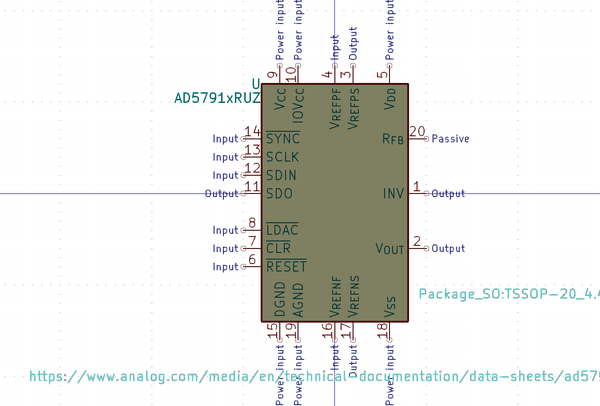 Power input
Power input
Input
Output
Power input
9
10
4
3
5
U
AD5791xRUZ
VCC
IOVCC
VREFPF
VREFPS
VDD
Input 14 SYNC
RFB 20 Passive
Input 13 SCLK
Input 12 SDIN
Output 11 SDO
INV 1 Output
Input 8 LDAC
Input 7 CLR
VOUT 2 Output
Input 6 RESET
DGND
AGND
VREFNF
VREFNS
VSS
Package_SO:TSSOP-20_4.4
15
19
16
17
18
Power input
Power input
Input
Output
Power input
https://www.analog.com/media/en/technical-documentation/data-sheets/ad579